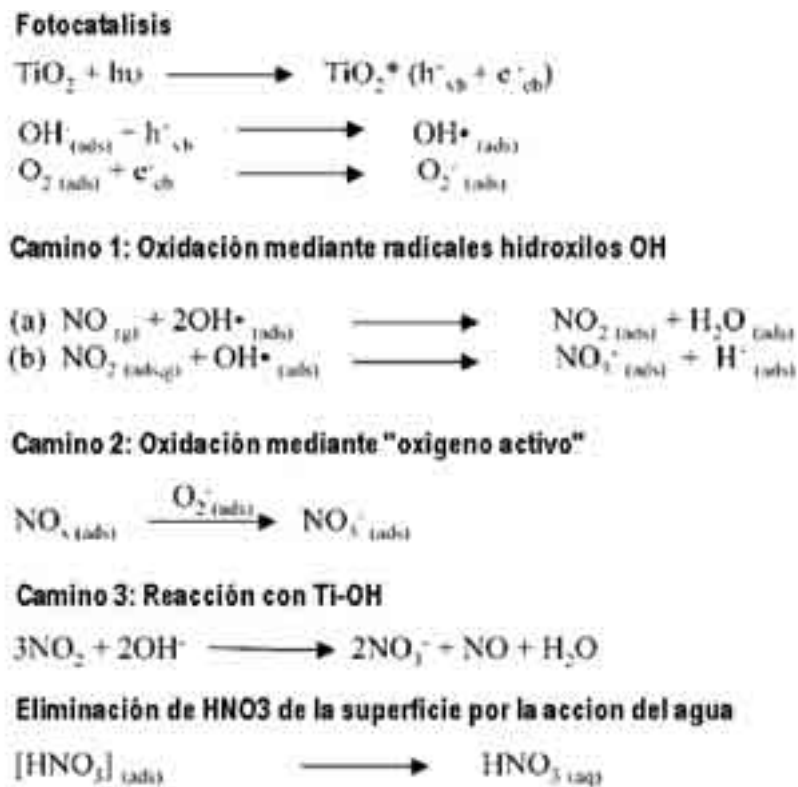 Fotocatalisis
TiO₂ + hυ ⟶ TiO₂* (h⁺vb + e⁻cb)
OH⁻(ads) + h⁺vb ⟶ OH•(ads)
O₂(ads) + e⁻cb ⟶ O₂⁻(ads)
Camino 1: Oxidación mediante radicales hidroxilos OH
(a) NO(g) + 2OH•(ads) ⟶ NO₂(ads) + H₂O(ads)
(b) NO₂(ads,g) + OH•(ads) ⟶ NO₃⁻(ads) + H⁺(ads)
Camino 2: Oxidación mediante "oxigeno activo"
NOx(ads) O₂⁻(ads) ⟶ NO₃⁻(ads)
Camino 3: Reacción con Ti-OH
3NO₂ + 2OH⁻ ⟶ 2NO₃⁻ + NO + H₂O
Eliminación de HNO3 de la superficie por la accion del agua
[HNO₃](ads) ⟶ HNO₃(aq)